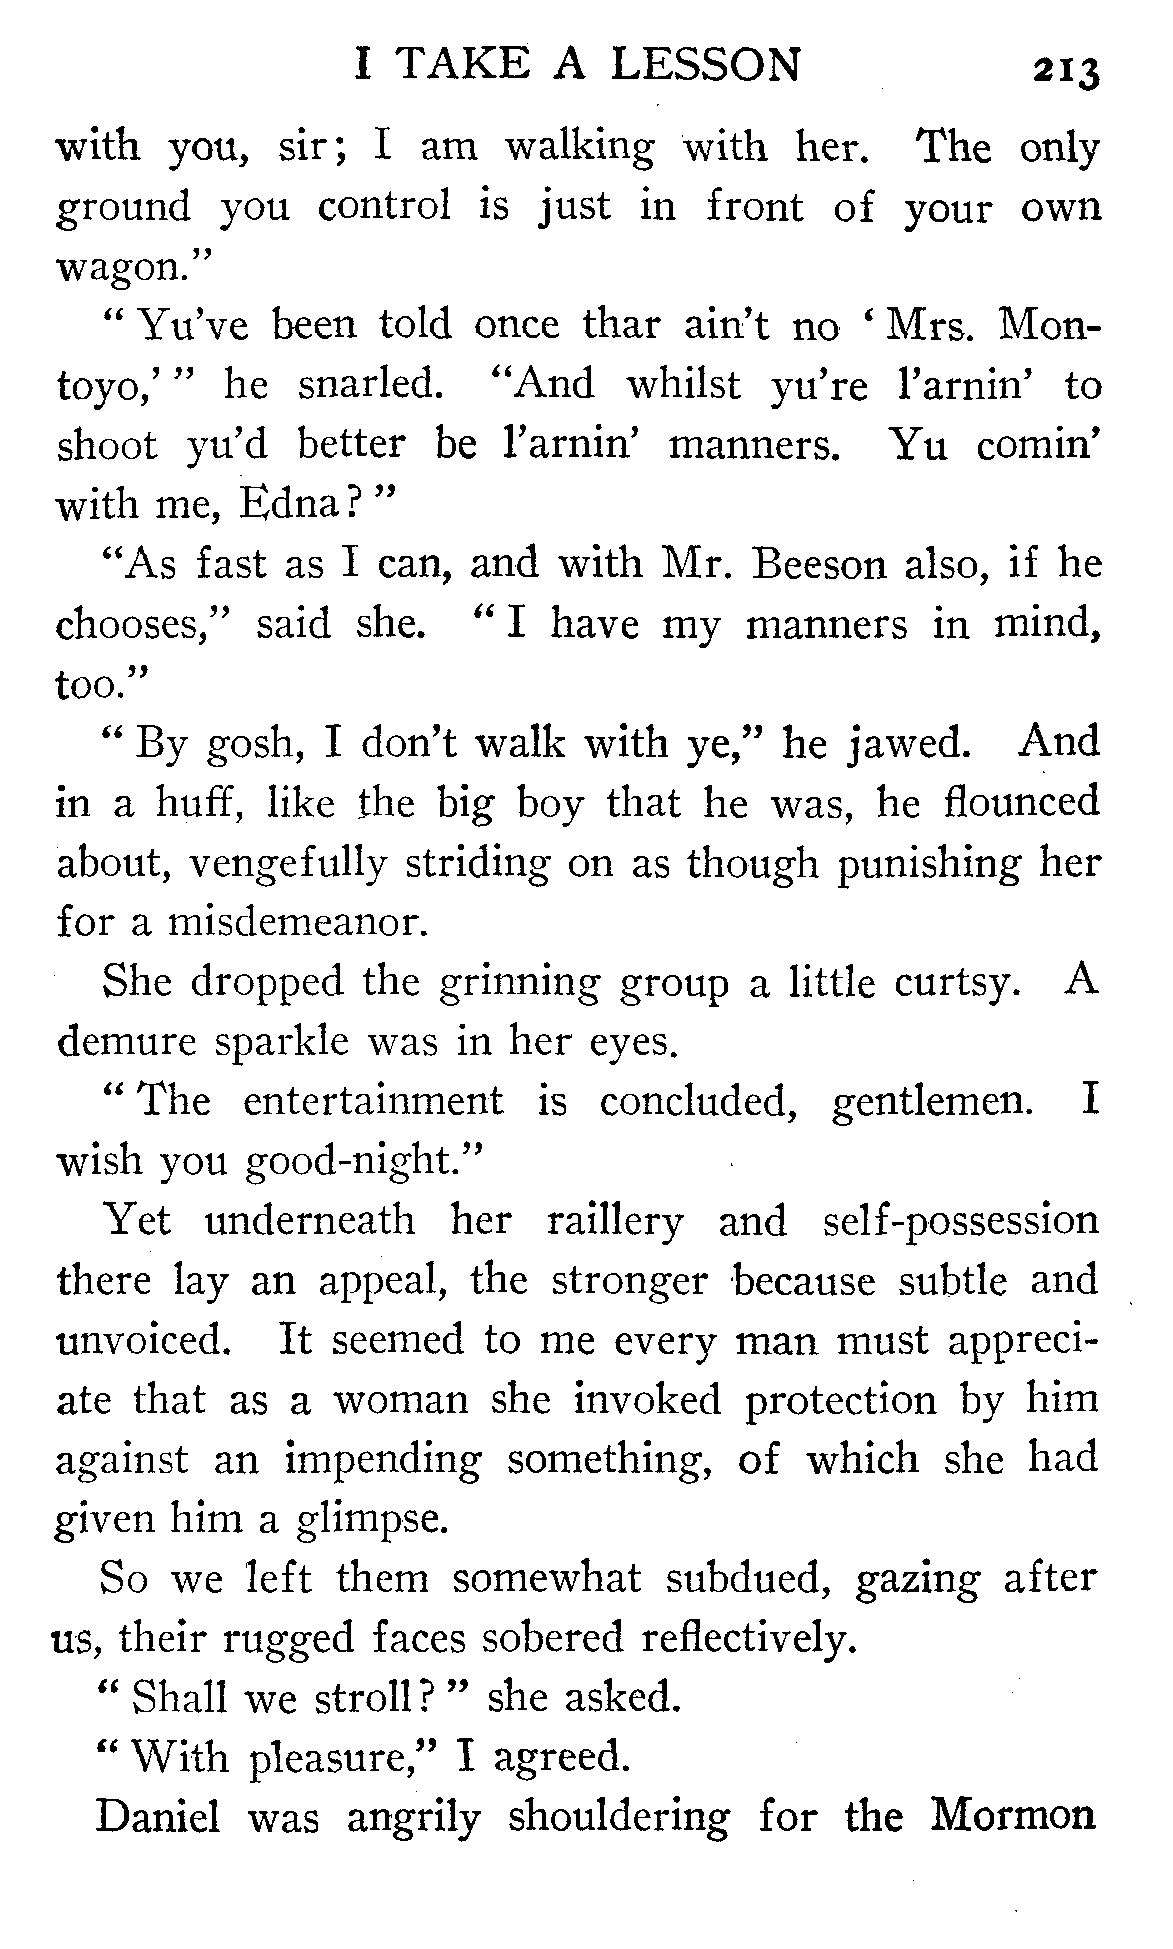 I TAKE A LESSON 213
with you, sir; I am walking with her. The only
ground you control is just in front of your own
wagon.”
“Yu’ve been told once thar ain’t no ‘Mrs. Mon-
toyo,’” he snarled. “And whilst yu’re l’arnin’ to
shoot yu’d better be l’arnin’ manners. Yu comin’
with me, Edna?”
“As fast as I can, and with Mr. Beeson also, if he
chooses,” said she. “I have my manners in mind,
too.”
“By gosh, I don’t walk with ye,” he jawed. And
in a huff, like the big boy that he was, he flounced
about, vengefully striding on as though punishing her
for a misdemeanor.
She dropped the grinning group a little curtsy. A
demure sparkle was in her eyes.
“The entertainment is concluded, gentlemen. I
wish you good-night.”
Yet underneath her raillery and self-possession
there lay an appeal, the stronger because subtle and
unvoiced. It seemed to me every man must appreci-
ate that as a woman she invoked protection by him
against an impending something, of which she had
given him a glimpse.
So we left them somewhat subdued, gazing after
us, their rugged faces sobered reflectively.
“Shall we stroll?” she asked.
“With pleasure,” I agreed.
Daniel was angrily shouldering for the Mormon